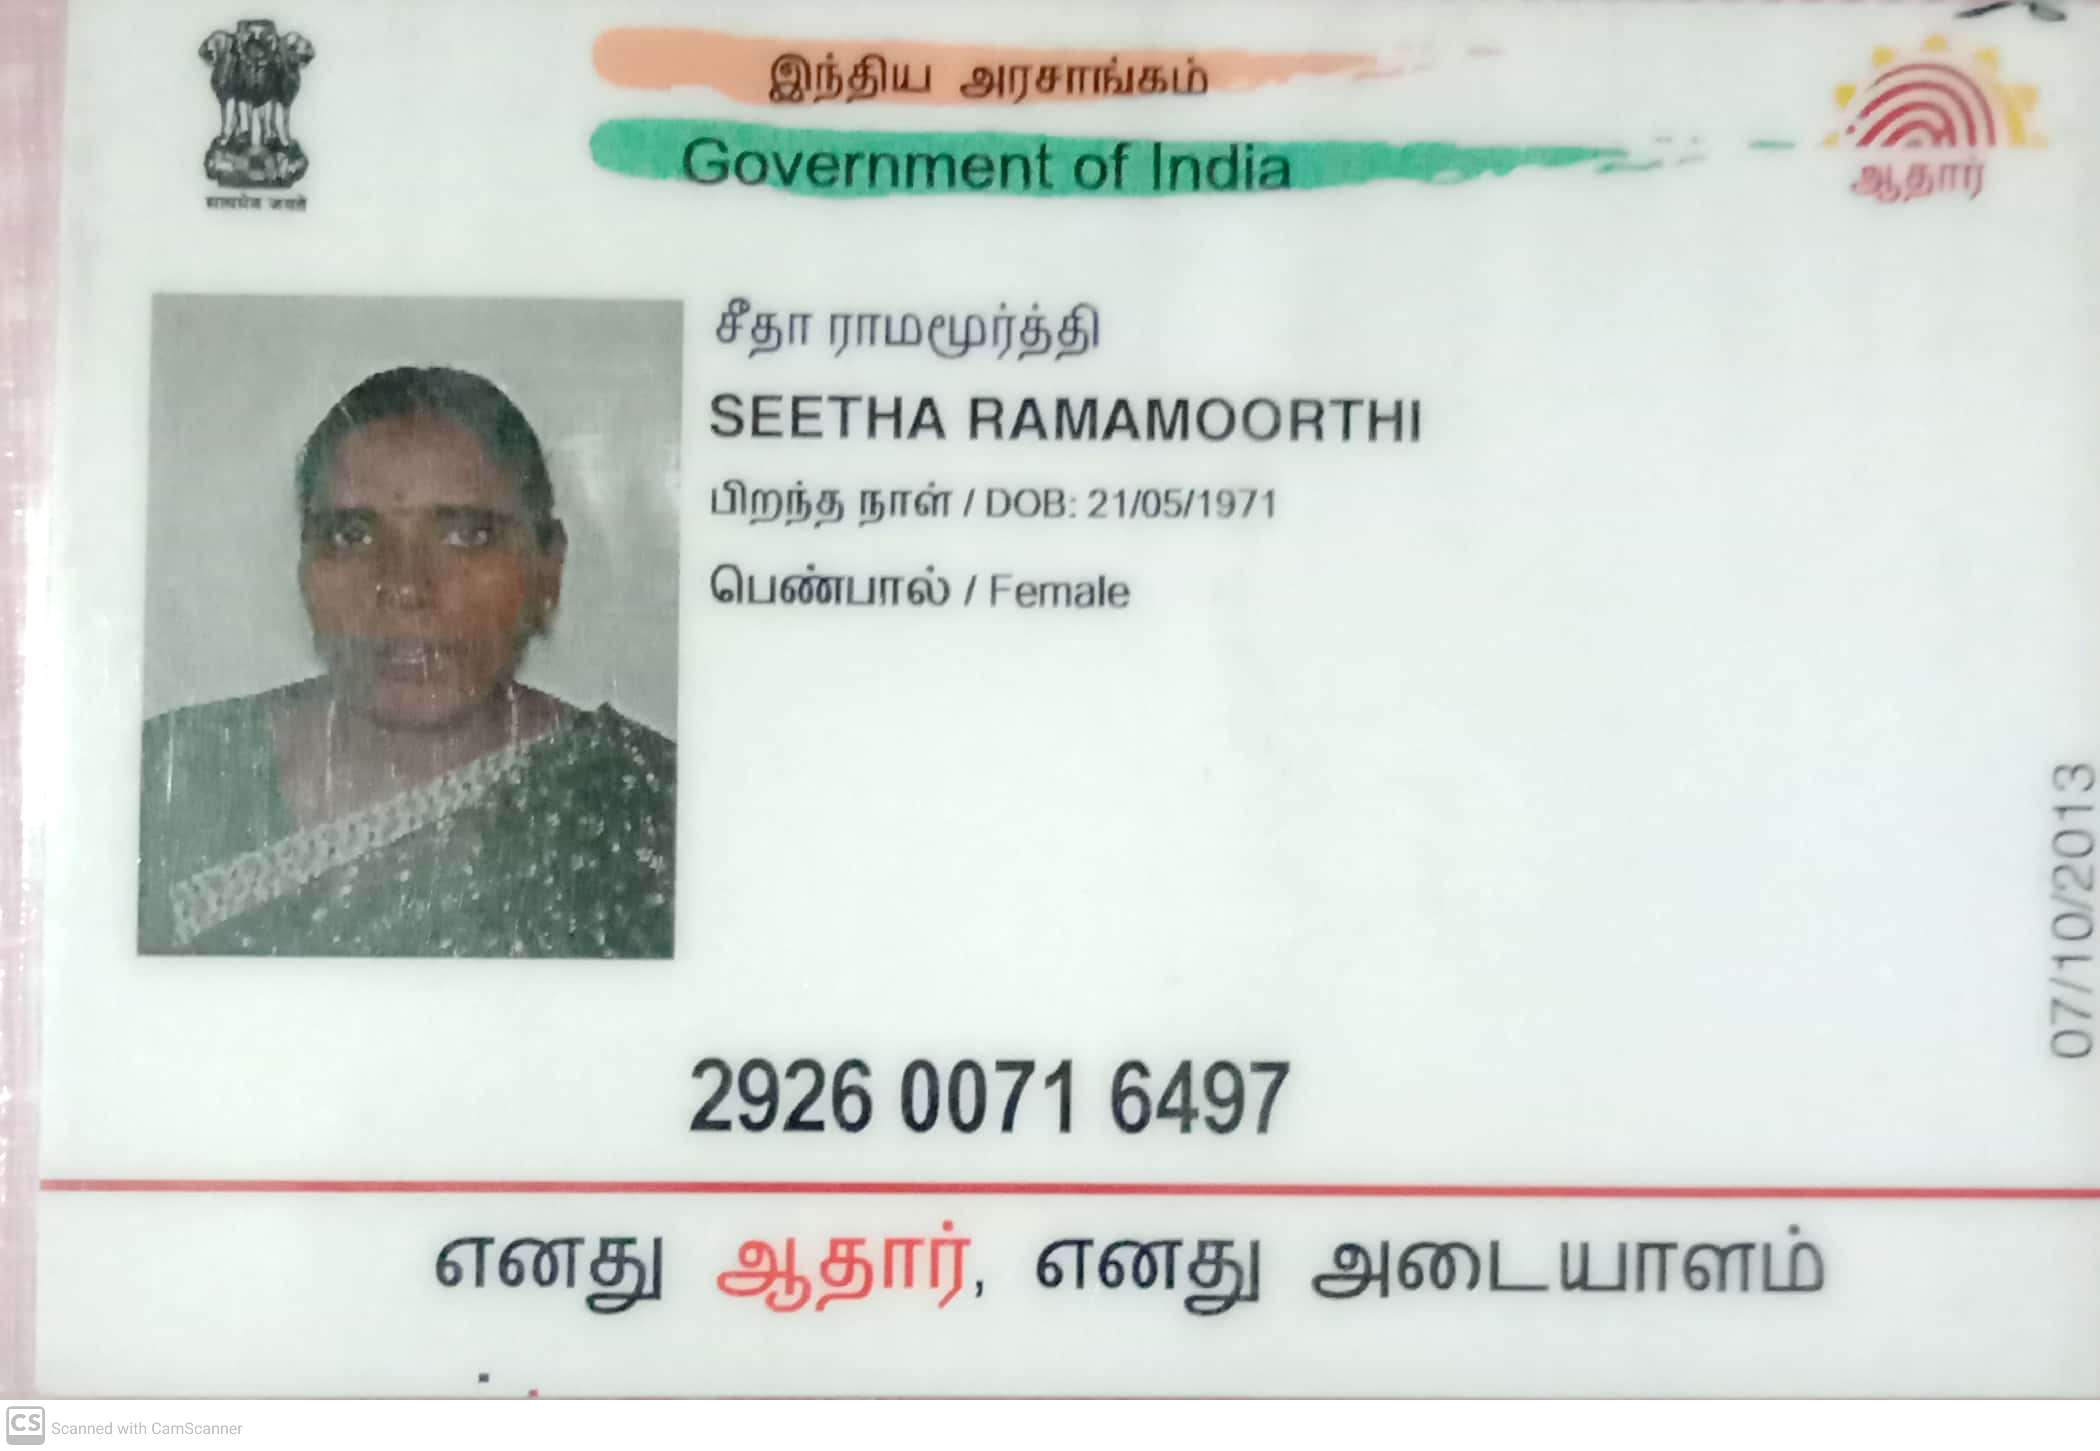 இந்திய அரசாங்கம்
Government of India
सत्यमेव जयते
ஆதார்
சீதா ராமமூர்த்தி
SEETHA RAMAMOORTHI
பிறந்த நாள் / DOB: 21/05/1971
பெண்பால் / Female
07/10/2013
2926 0071 6497
எனது ஆதார், எனது அடையாளம்
CS Scanned with CamScanner